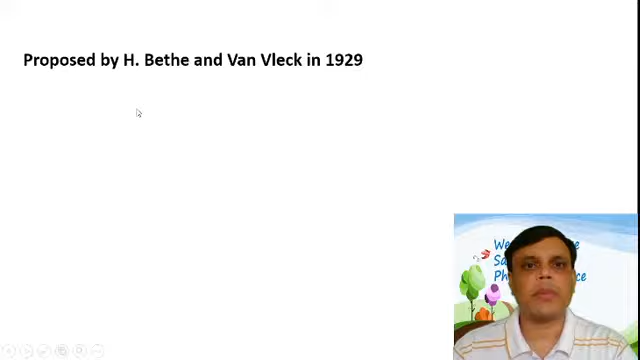 Proposed by H. Bethe and Van Vleck in 1929